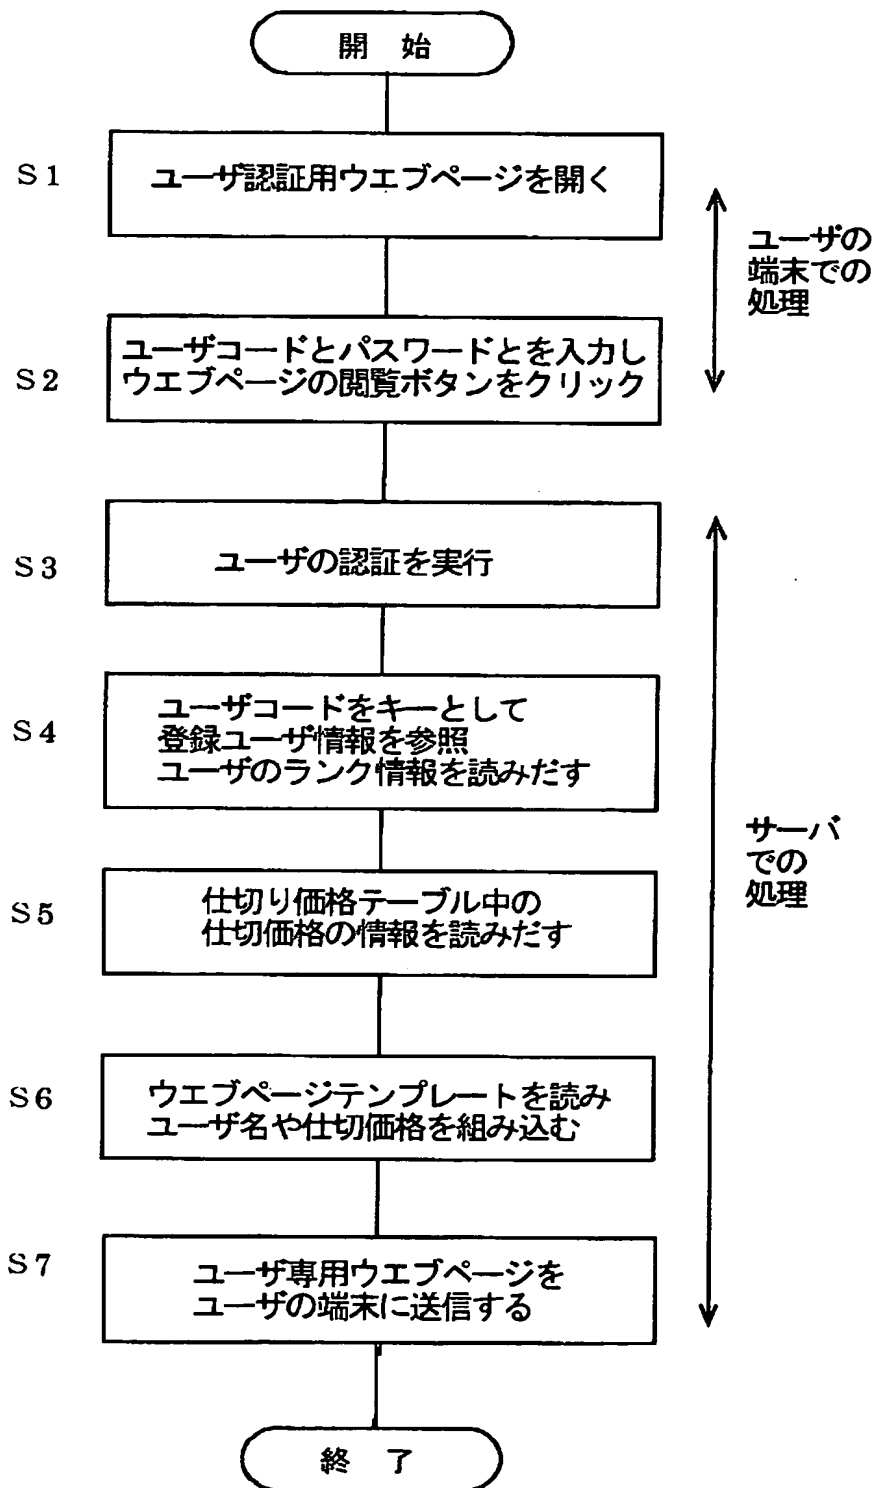 開 始
S1
ユーザ認証用ウエブページを開く
ユーザの
端末での
処理
S2
ユーザコードとパスワードとを入力し
ウエブページの閲覧ボタンをクリック
S3
ユーザの認証を実行
S4
ユーザコードをキーとして
登録ユーザ情報を参照
ユーザのランク情報を読みだす
サーバ
での
処理
S5
仕切り価格テーブル中の
仕切価格の情報を読みだす
S6
ウエブページテンプレートを読み
ユーザ名や仕切価格を組み込む
S7
ユーザ専用ウエブページを
ユーザの端末に送信する
終 了